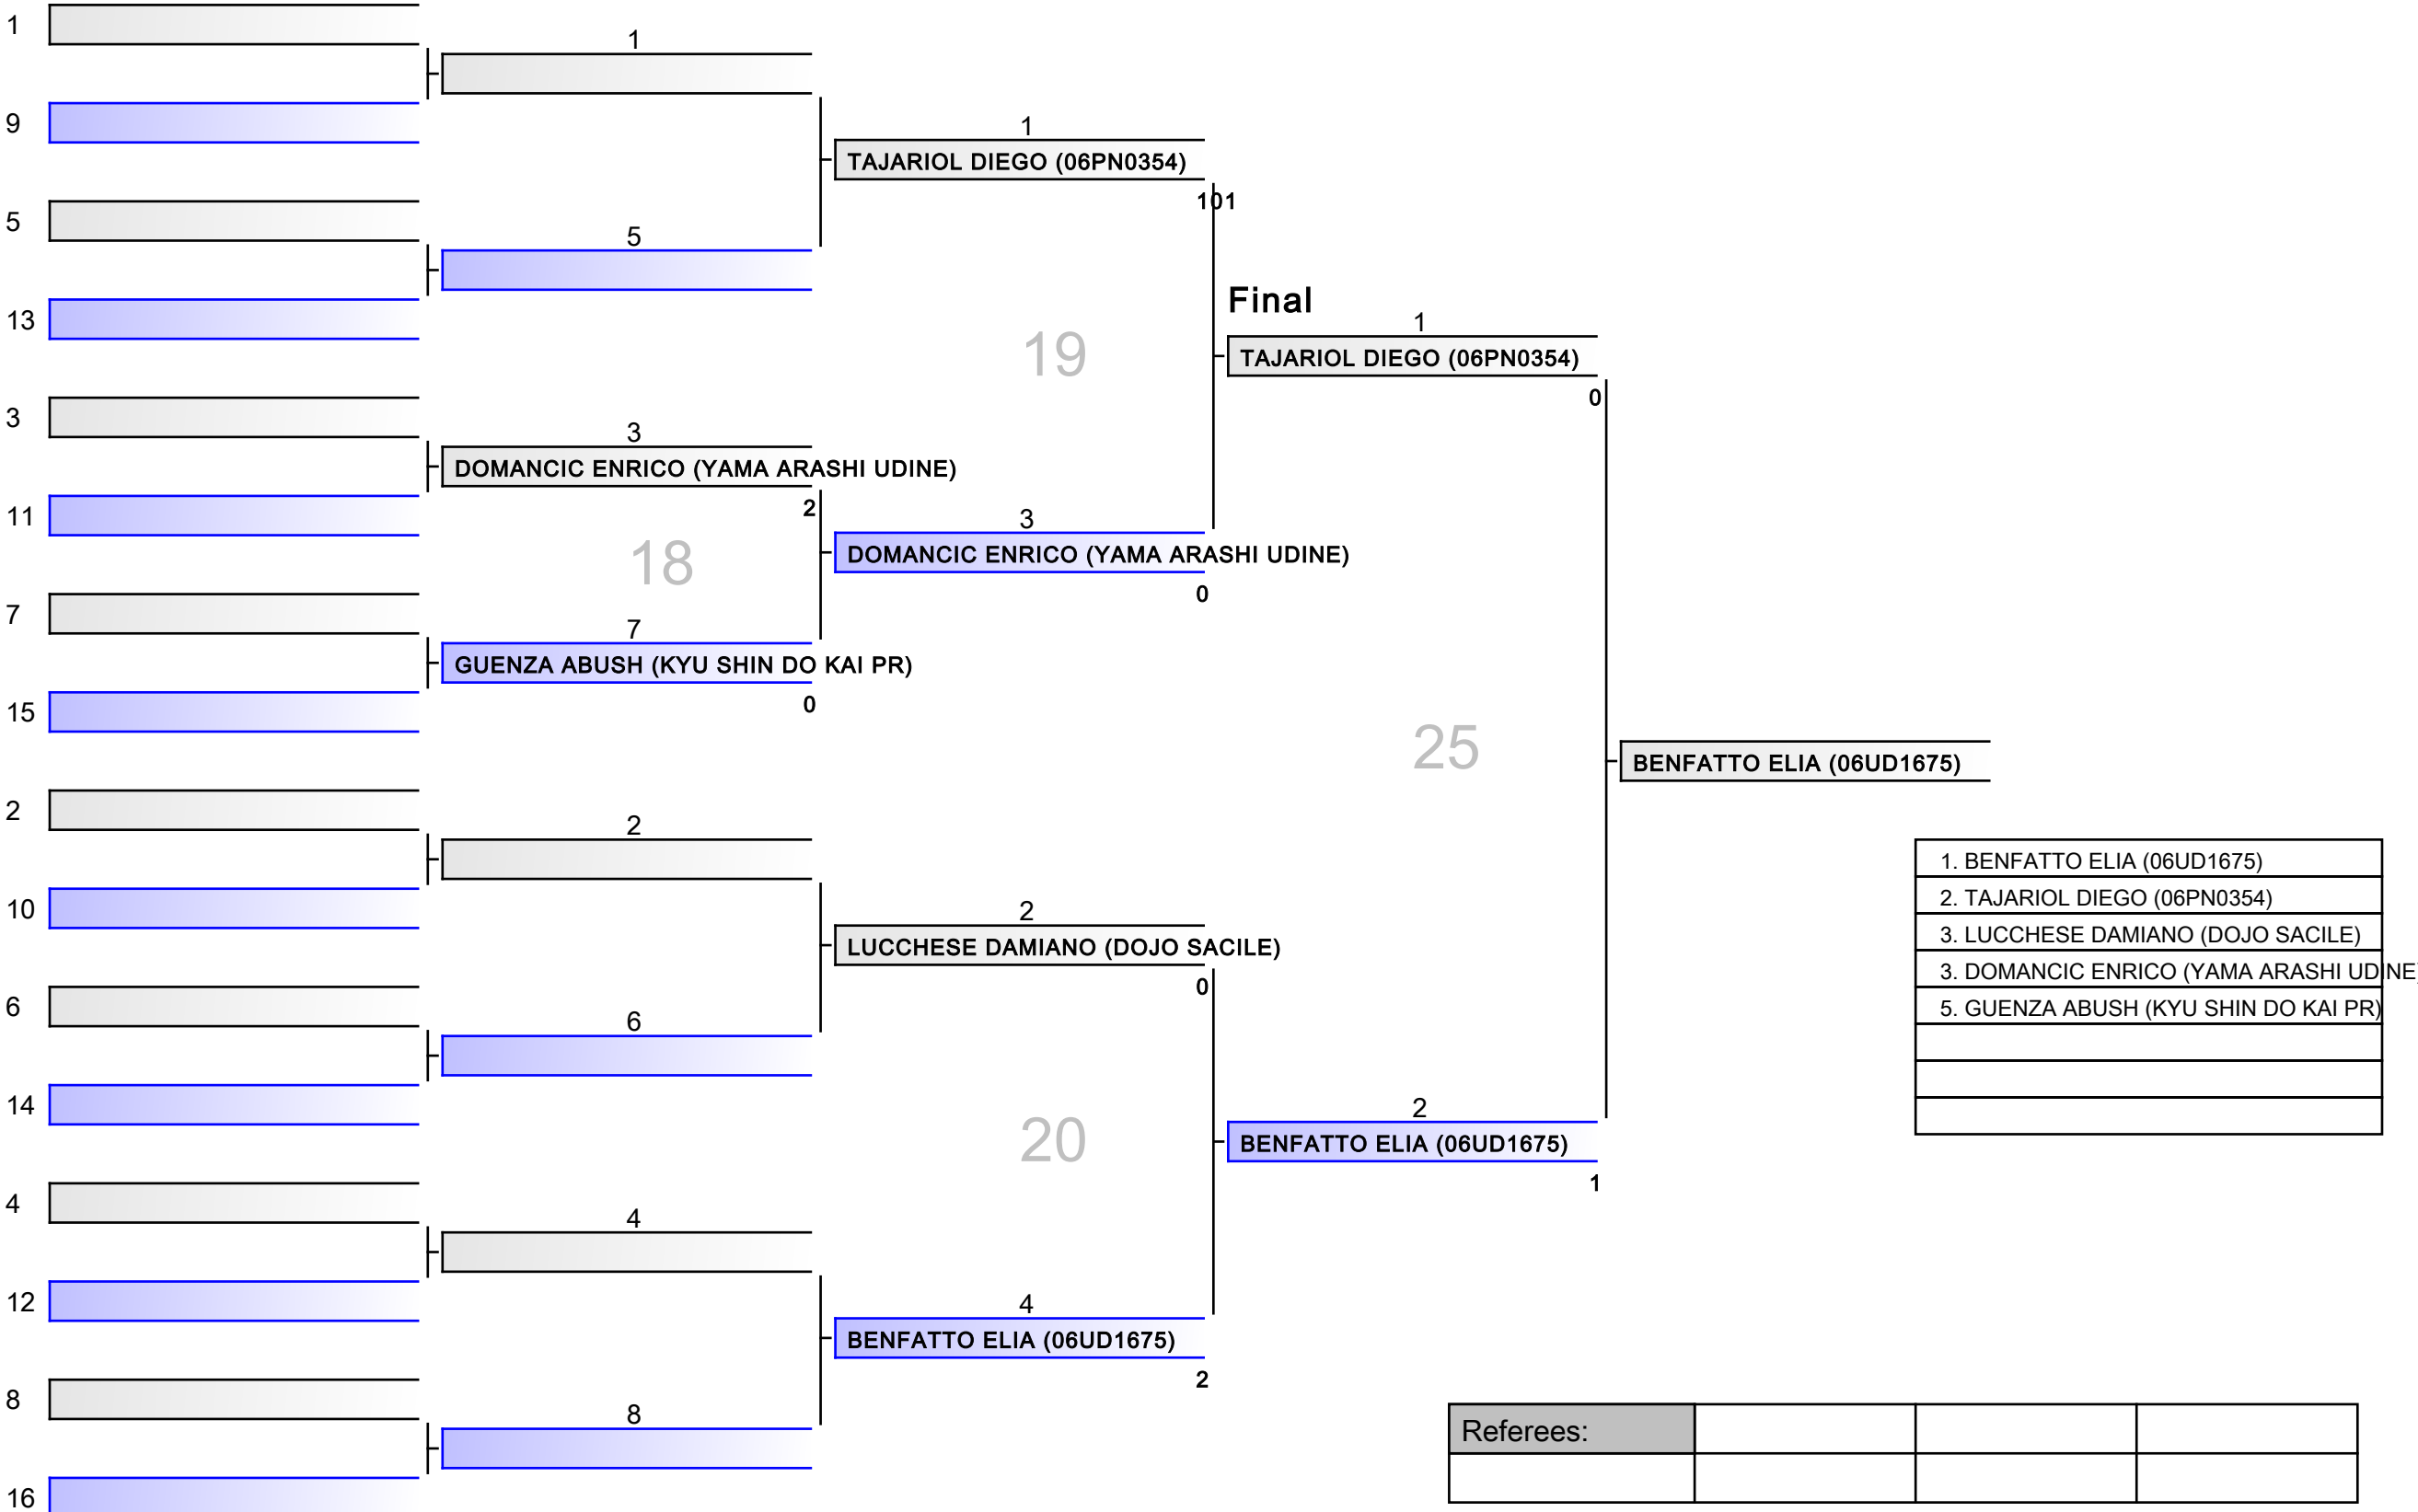 1
1
9
1
TAJARIOL DIEGO (06PN0354)
101
5
5
13
Final
1
19
TAJARIOL DIEGO (06PN0354)
0
3
3
DOMANCIC ENRICO (YAMA ARASHI UDINE)
2
11
3
18
DOMANCIC ENRICO (YAMA ARASHI UDINE)
0
7
7
GUENZA ABUSH (KYU SHIN DO KAI PR)
0
15
25
BENFATTO ELIA (06UD1675)
2
2
1. BENFATTO ELIA (06UD1675)
2. TAJARIOL DIEGO (06PN0354)
3. LUCCHESE DAMIANO (DOJO SACILE)
3. DOMANCIC ENRICO (YAMA ARASHI UDINE)
5. GUENZA ABUSH (KYU SHIN DO KAI PR)
10
2
LUCCHESE DAMIANO (DOJO SACILE)
0
6
6
14
2
20
BENFATTO ELIA (06UD1675)
1
4
4
12
4
BENFATTO ELIA (06UD1675)
2
8
8
Referees:
16